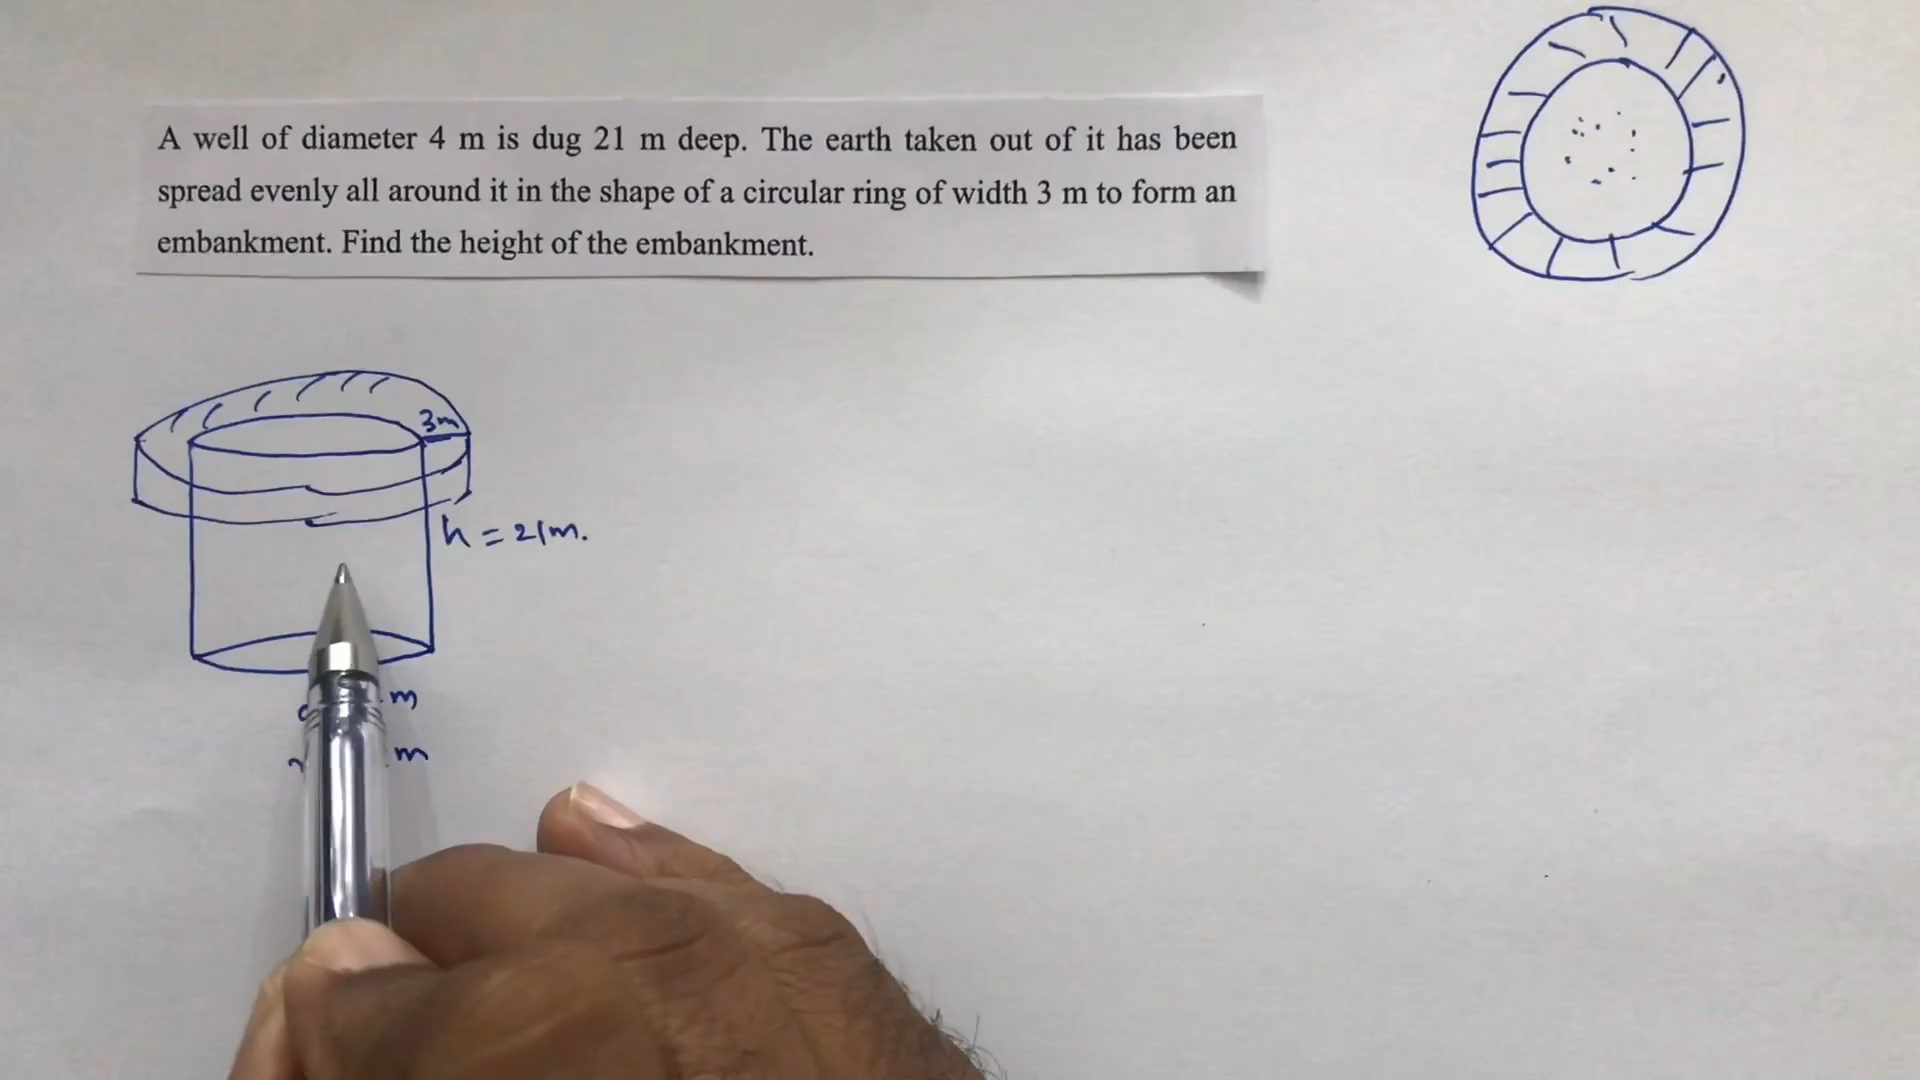 A well of diameter 4 m is dug 21 m deep. The earth taken out of it has been
spread evenly all around it in the shape of a circular ring of width 3 m to form an
embankment. Find the height of the embankment.
3m
h = 21m.
m
m